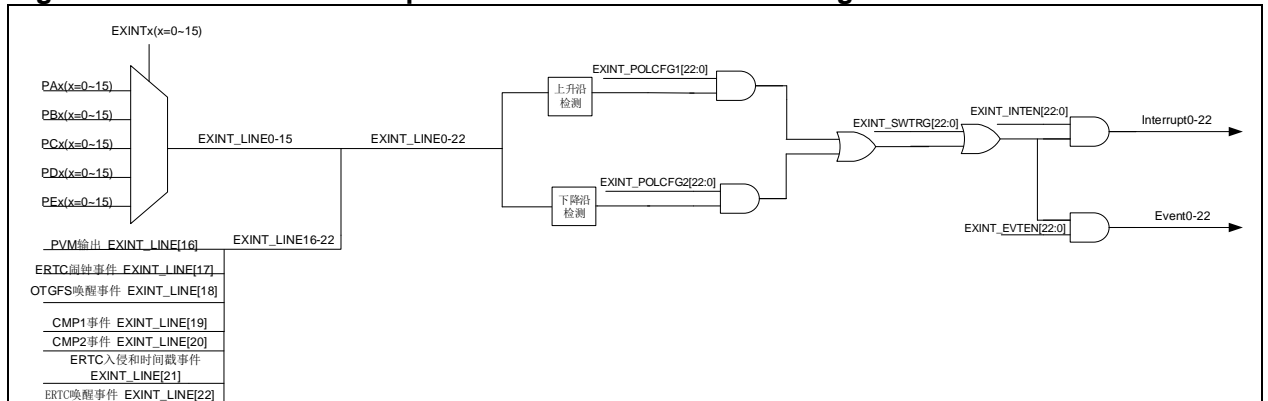 EXINTx(x=0~15)
PAx(x=0~15)
PBx(x=0~15)
PCx(x=0~15)
PDx(x=0~15)
PEx(x=0~15)
EXINT_LINE0-15
EXINT_LINE0-22
EXINT_LINE16-22
PVM输出 EXINT_LINE[16]
ERTC闹钟事件 EXINT_LINE[17]
OTGFS唤醒事件 EXINT_LINE[18]
CMP1事件 EXINT_LINE[19]
CMP2事件 EXINT_LINE[20]
ERTC入侵和时间戳事件
EXINT_LINE[21]
ERTC唤醒事件 EXINT_LINE[22]
上升沿
检测
下降沿
检测
EXINT_POLCFG1[22:0]
EXINT_POLCFG2[22:0]
EXINT_SWTRG[22:0]
EXINT_INTEN[22:0]
EXINT_EVTEN[22:0]
Interrupt0-22
Event0-22